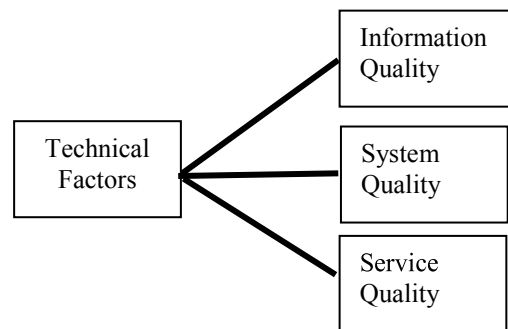 Information
Quality
Technical
Factors
System
Quality
Service
Quality